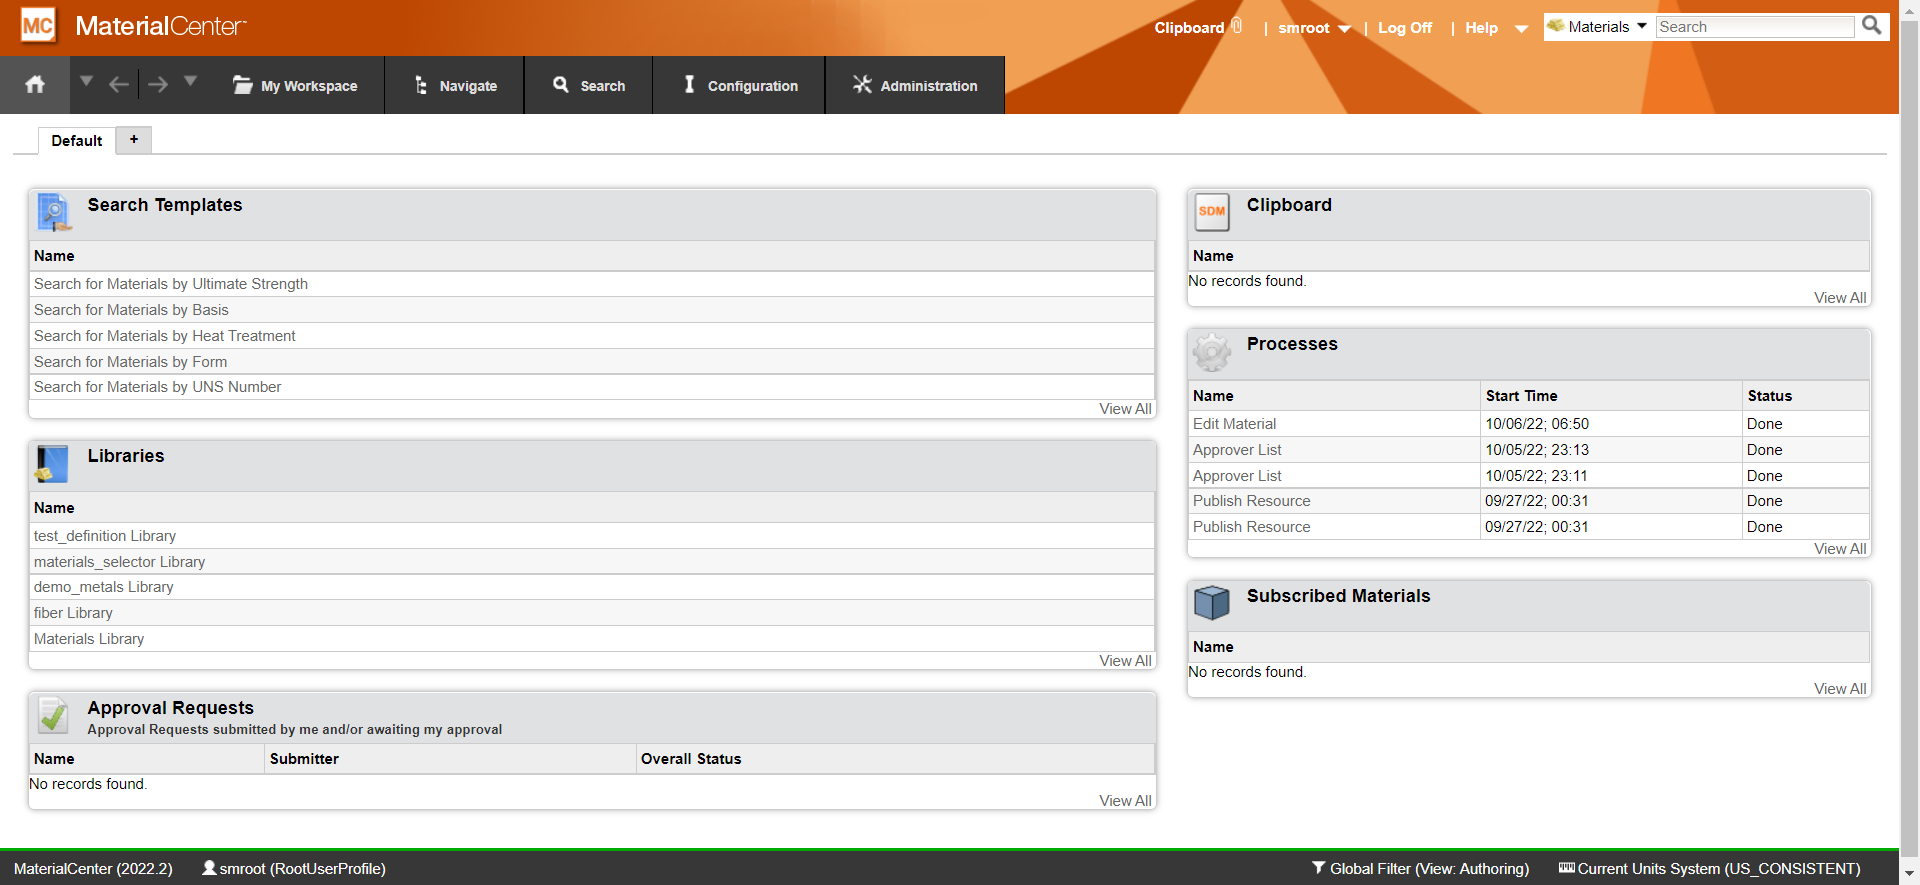 MC MaterialCenter
Clipboard | smroot | Log Off | Help Materials Search
My Workspace Navigate Search Configuration Administration
Default +
Search Templates
Name
Search for Materials by Ultimate Strength
Search for Materials by Basis
Search for Materials by Heat Treatment
Search for Materials by Form
Search for Materials by UNS Number
View All
Libraries
Name
test_definition Library
materials_selector Library
demo_metals Library
fiber Library
Materials Library
View All
Approval Requests
Approval Requests submitted by me and/or awaiting my approval
Name Submitter Overall Status
No records found.
View All
SDM Clipboard
Name
No records found.
View All
Processes
Name Start Time Status
Edit Material 10/06/22; 06:50 Done
Approver List 10/05/22; 23:13 Done
Approver List 10/05/22; 23:11 Done
Publish Resource 09/27/22; 00:31 Done
Publish Resource 09/27/22; 00:31 Done
View All
Subscribed Materials
Name
No records found.
View All
MaterialCenter (2022.2) smroot (RootUserProfile) Global Filter (View: Authoring) Current Units System (US_CONSISTENT)